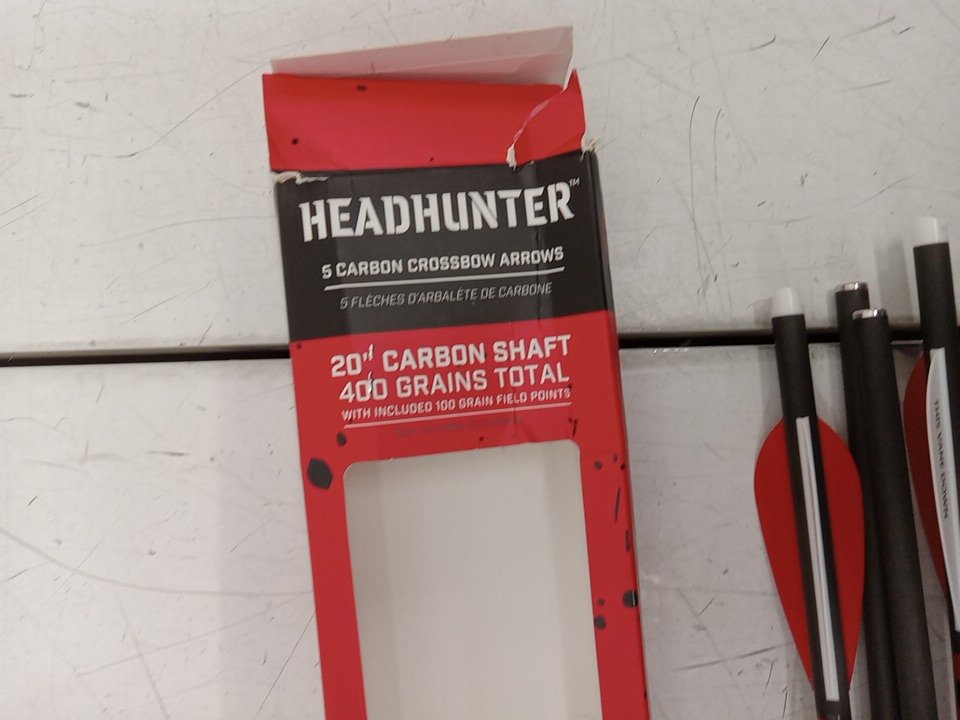 HEADHUNTER™
5 CARBON CROSSBOW ARROWS
5 FLÈCHES D'ARBALÈTE DE CARBONE
20" CARBON SHAFT
400 GRAINS TOTAL
WITH INCLUDED 100 GRAIN FIELD POINTS
THIS VANE DOWN